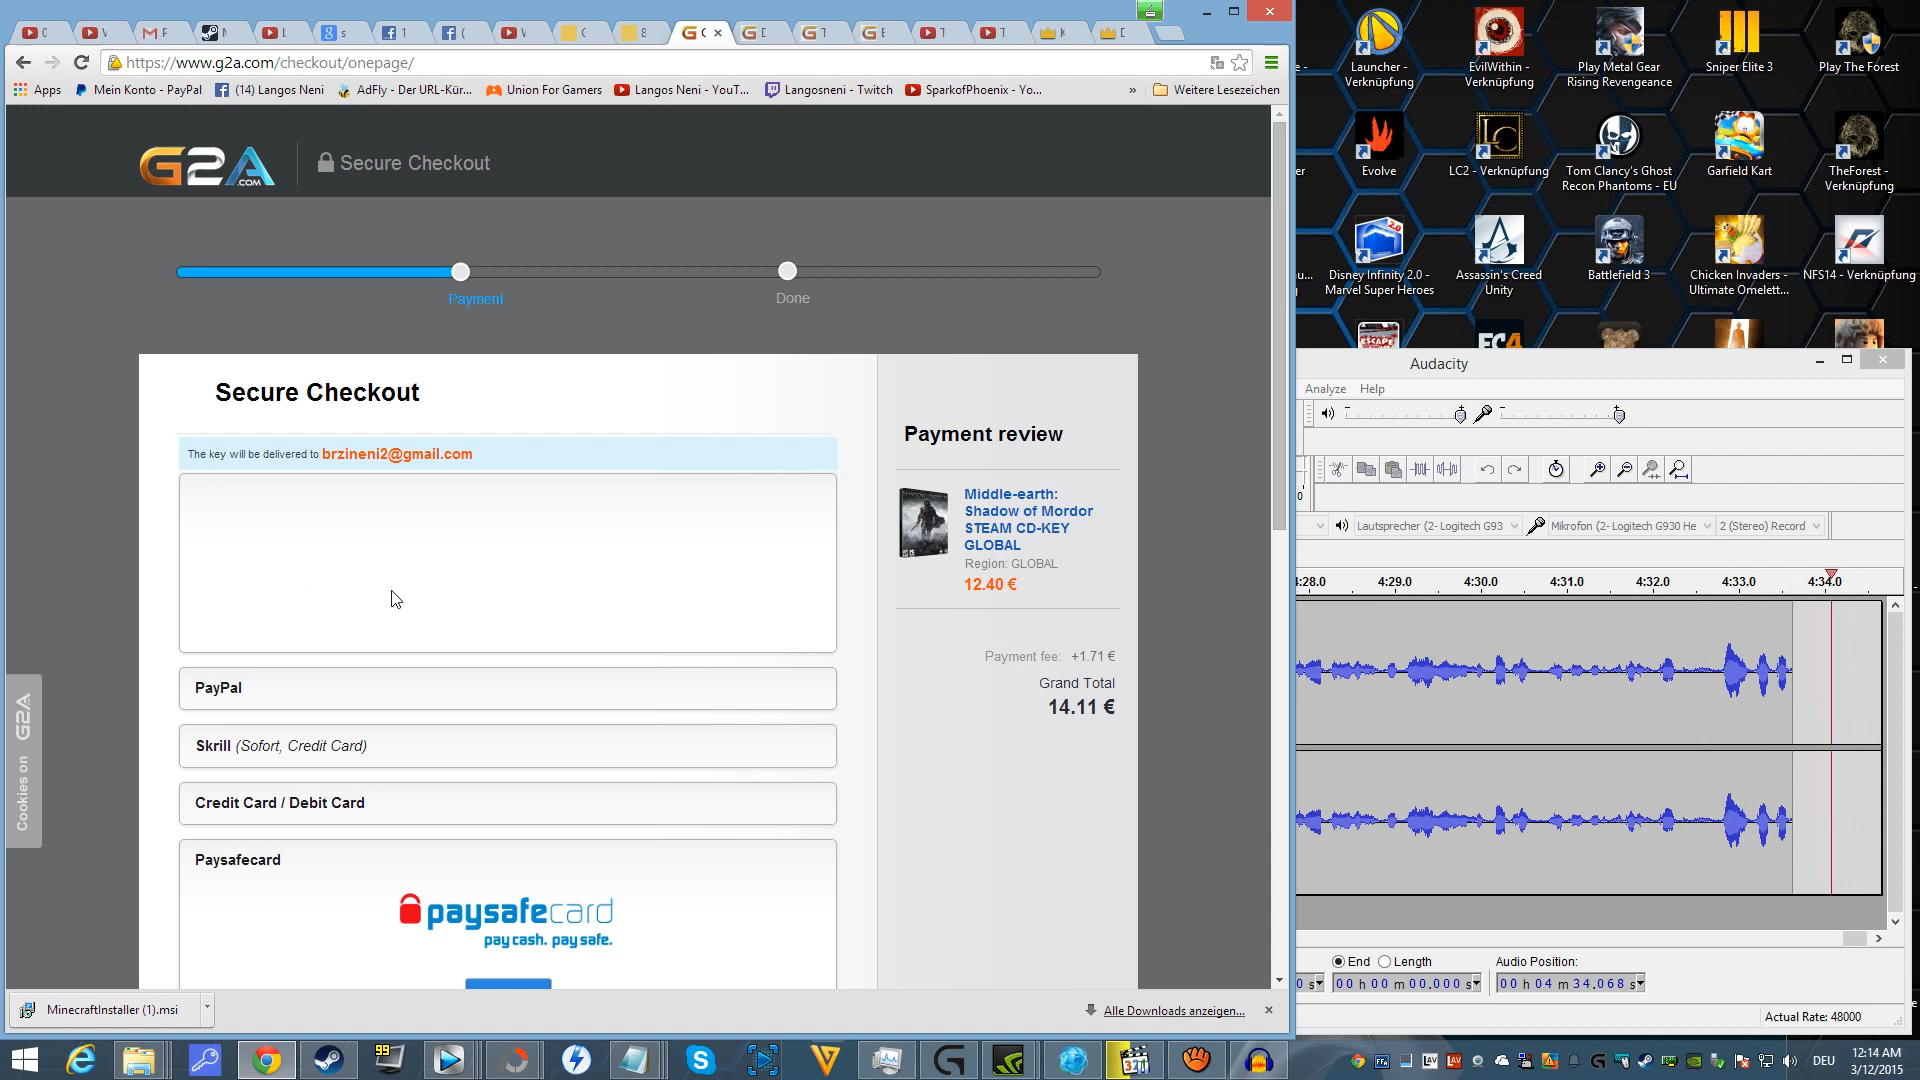 https://www.g2a.com/checkout/onepage/
Apps
Mein Konto - PayPal
(14) Langos Neni
AdFly - Der URL-Kür...
Union For Gamers
Langos Neni - YouT...
Langosneni - Twitch
SparkofPhoenix - Yo...
»
Weitere Lesezeichen
G2A.COM
Secure Checkout
Payment
Done
Secure Checkout
The key will be delivered to brzineni2@gmail.com
PayPal
Skrill (Sofort, Credit Card)
Credit Card / Debit Card
Paysafecard
paysafecard
pay cash. pay safe.
Payment review
Middle-earth:
Shadow of Mordor
STEAM CD-KEY
GLOBAL
Region: GLOBAL
12.40 €
Payment fee: +1.71 €
Grand Total
14.11 €
Cookies on G2A
MinecraftInstaller (1).msi
Alle Downloads anzeigen...
Launcher -
Verknüpfung
EvilWithin -
Verknüpfung
Play Metal Gear
Rising Revengeance
Sniper Elite 3
Play The Forest
Evolve
LC2 - Verknüpfung
Tom Clancy's Ghost
Recon Phantoms - EU
Garfield Kart
TheForest -
Verknüpfung
Disney Infinity 2.0 -
Marvel Super Heroes
Assassin's Creed
Unity
Battlefield 3
Chicken Invaders -
Ultimate Omelett...
NFS14 - Verknüpfung
Audacity
Analyze
Help
Lautsprecher (2- Logitech G93
Mikrofon (2- Logitech G930 He
2 (Stereo) Record
4:28.0
4:29.0
4:30.0
4:31.0
4:32.0
4:33.0
4:34.0
End
Length
Audio Position:
00 h 00 m 00.000 s
00 h 04 m 34.068 s
Actual Rate: 48000
DEU
12:14 AM
3/12/2015